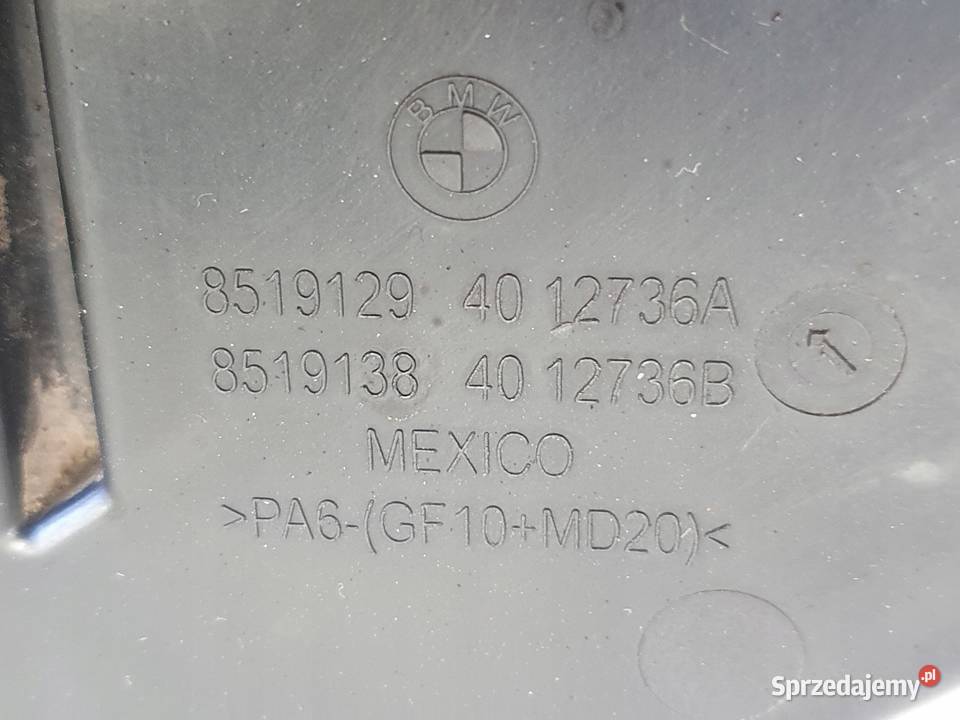 BMW
8519129 40 12736A
8519138 40 12736B
MEXICO
>PA6-(GF10+MD20)<
Sprzedajemy.pl